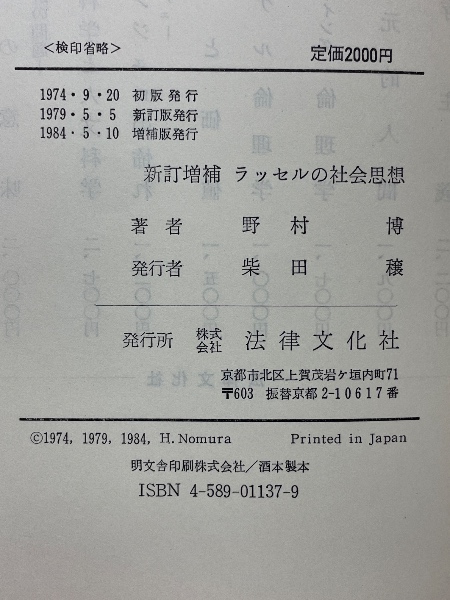 <検印省略>
定価2000円
1974・9・20 初版発行
1979・5・5 新訂版発行
1984・5・10 増補版発行
新訂増補 ラッセルの社会思想
著者 野村博
発行者 柴田穣
発行所 株式会社 法律文化社
京都市北区上賀茂岩ヶ垣内町71
〒603 振替京都2-10617番
©1974, 1979, 1984, H. Nomura Printed in Japan
明文舎印刷株式会社/酒本製本
ISBN 4-589-01137-9